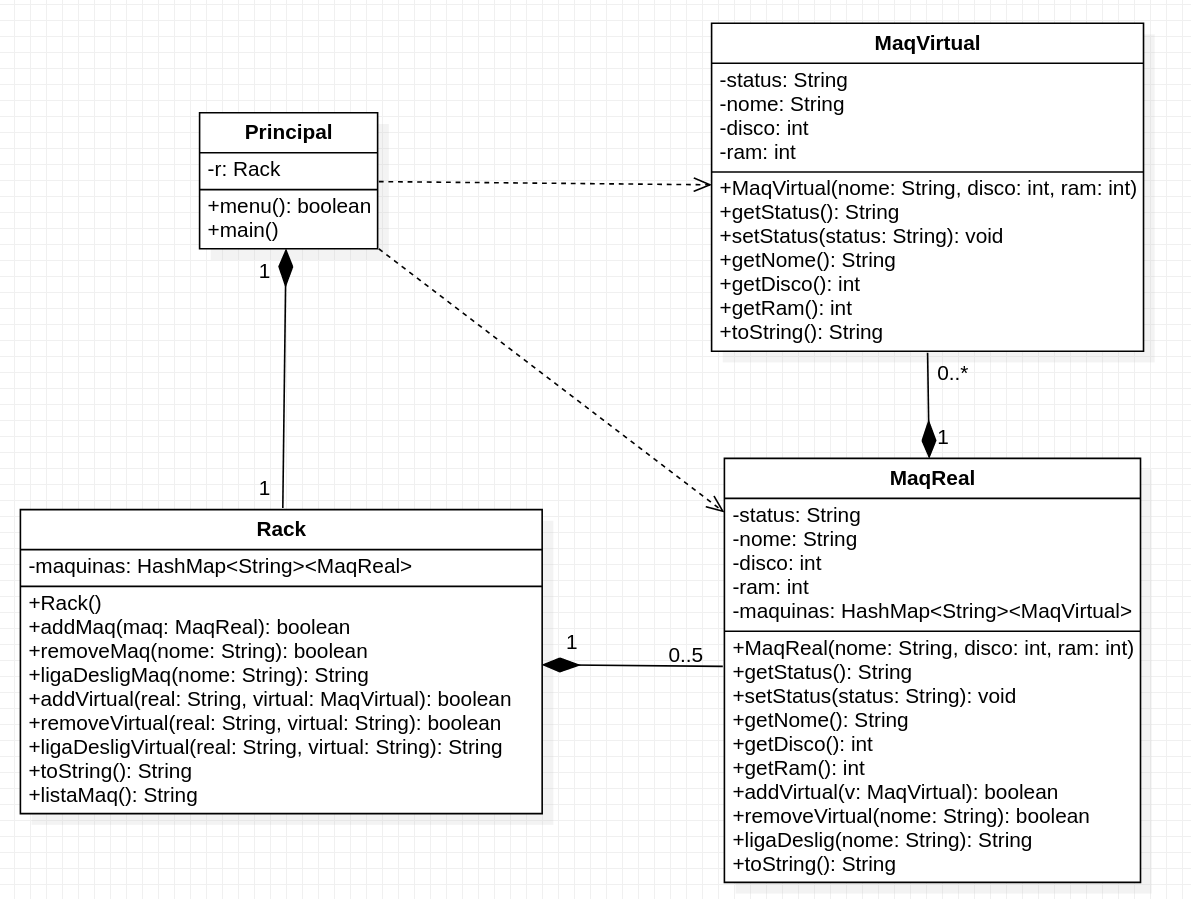 Principal
-r: Rack
+menu(): boolean
+main()
1
1
MaqVirtual
-status: String
-nome: String
-disco: int
-ram: int
+MaqVirtual(nome: String, disco: int, ram: int)
+getStatus(): String
+setStatus(status: String): void
+getNome(): String
+getDisco(): int
+getRam(): int
+toString(): String
0..*
1
Rack
-maquinas: HashMap<String><MaqReal>
+Rack()
+addMaq(maq: MaqReal): boolean
+removeMaq(nome: String): boolean
+ligaDesligMaq(nome: String): String
+addVirtual(real: String, virtual: MaqVirtual): boolean
+removeVirtual(real: String, virtual: String): boolean
+ligaDesligVirtual(real: String, virtual: String): String
+toString(): String
+listaMaq(): String
1
0..5
MaqReal
-status: String
-nome: String
-disco: int
-ram: int
-maquinas: HashMap<String><MaqVirtual>
+MaqReal(nome: String, disco: int, ram: int)
+getStatus(): String
+setStatus(status: String): void
+getNome(): String
+getDisco(): int
+getRam(): int
+addVirtual(v: MaqVirtual): boolean
+removeVirtual(nome: String): boolean
+ligaDeslig(nome: String): String
+toString(): String